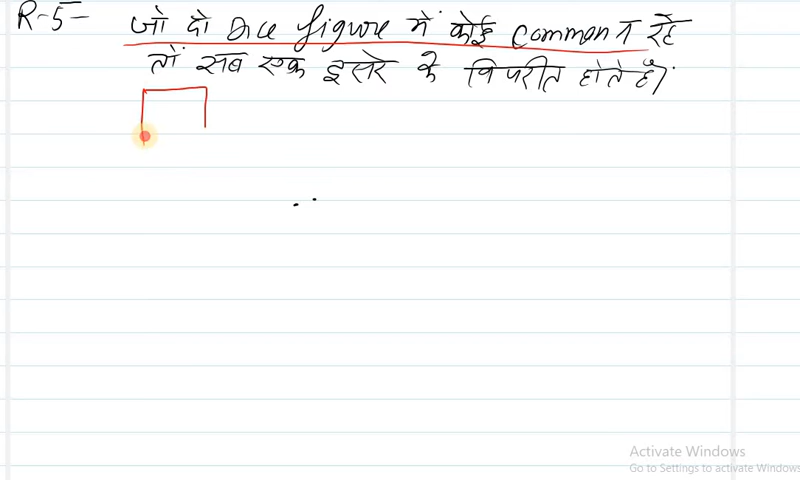 R-5- जो दो Dice figure में कोई common न रहे
तो सब एक दूसरे के विपरीत होते हैं।
Activate Windows
Go to Settings to activate Windows